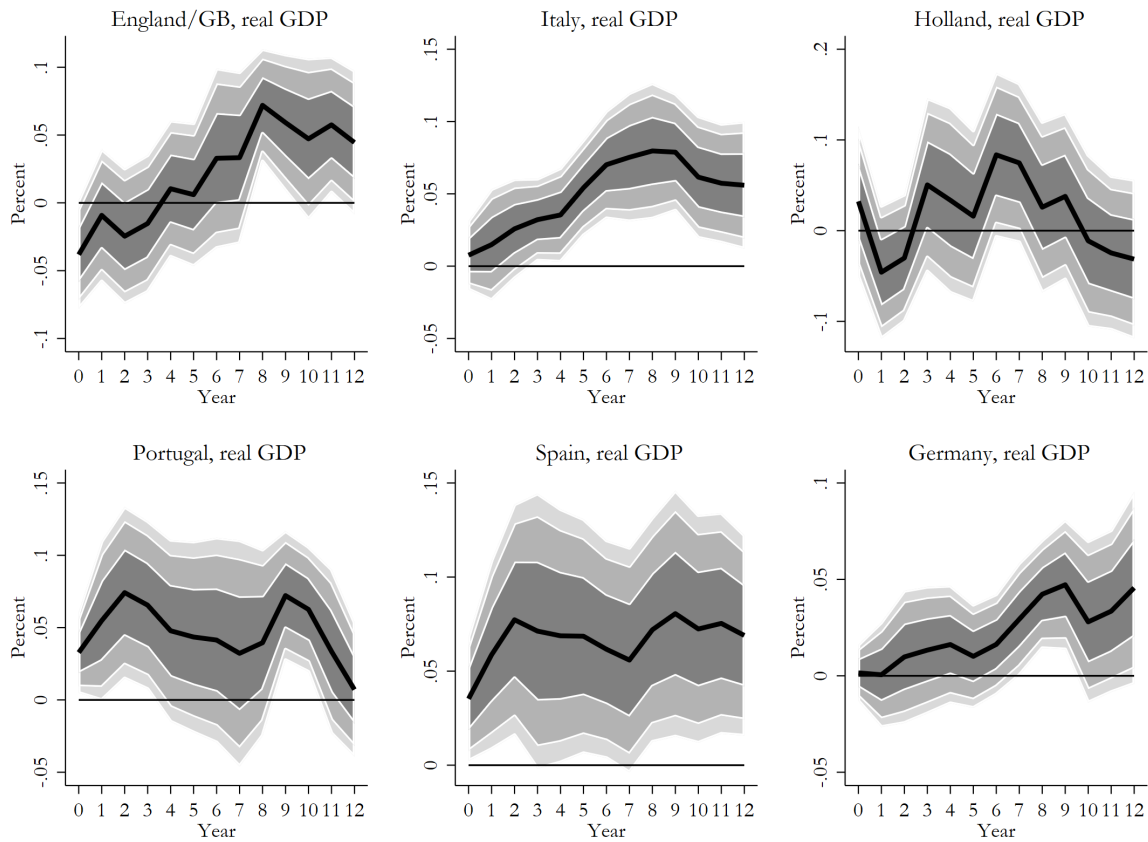 England/GB, real GDP
Percent
.1
.05
0
-.05
-.1
0 1 2 3 4 5 6 7 8 9 10 11 12
Year
Italy, real GDP
Percent
.15
.1
.05
0
-.05
0 1 2 3 4 5 6 7 8 9 10 11 12
Year
Holland, real GDP
Percent
.2
.1
0
-.1
0 1 2 3 4 5 6 7 8 9 10 11 12
Year
Portugal, real GDP
Percent
.15
.1
.05
0
-.05
0 1 2 3 4 5 6 7 8 9 10 11 12
Year
Spain, real GDP
Percent
.15
.1
.05
0
0 1 2 3 4 5 6 7 8 9 10 11 12
Year
Germany, real GDP
Percent
.1
.05
0
-.05
0 1 2 3 4 5 6 7 8 9 10 11 12
Year